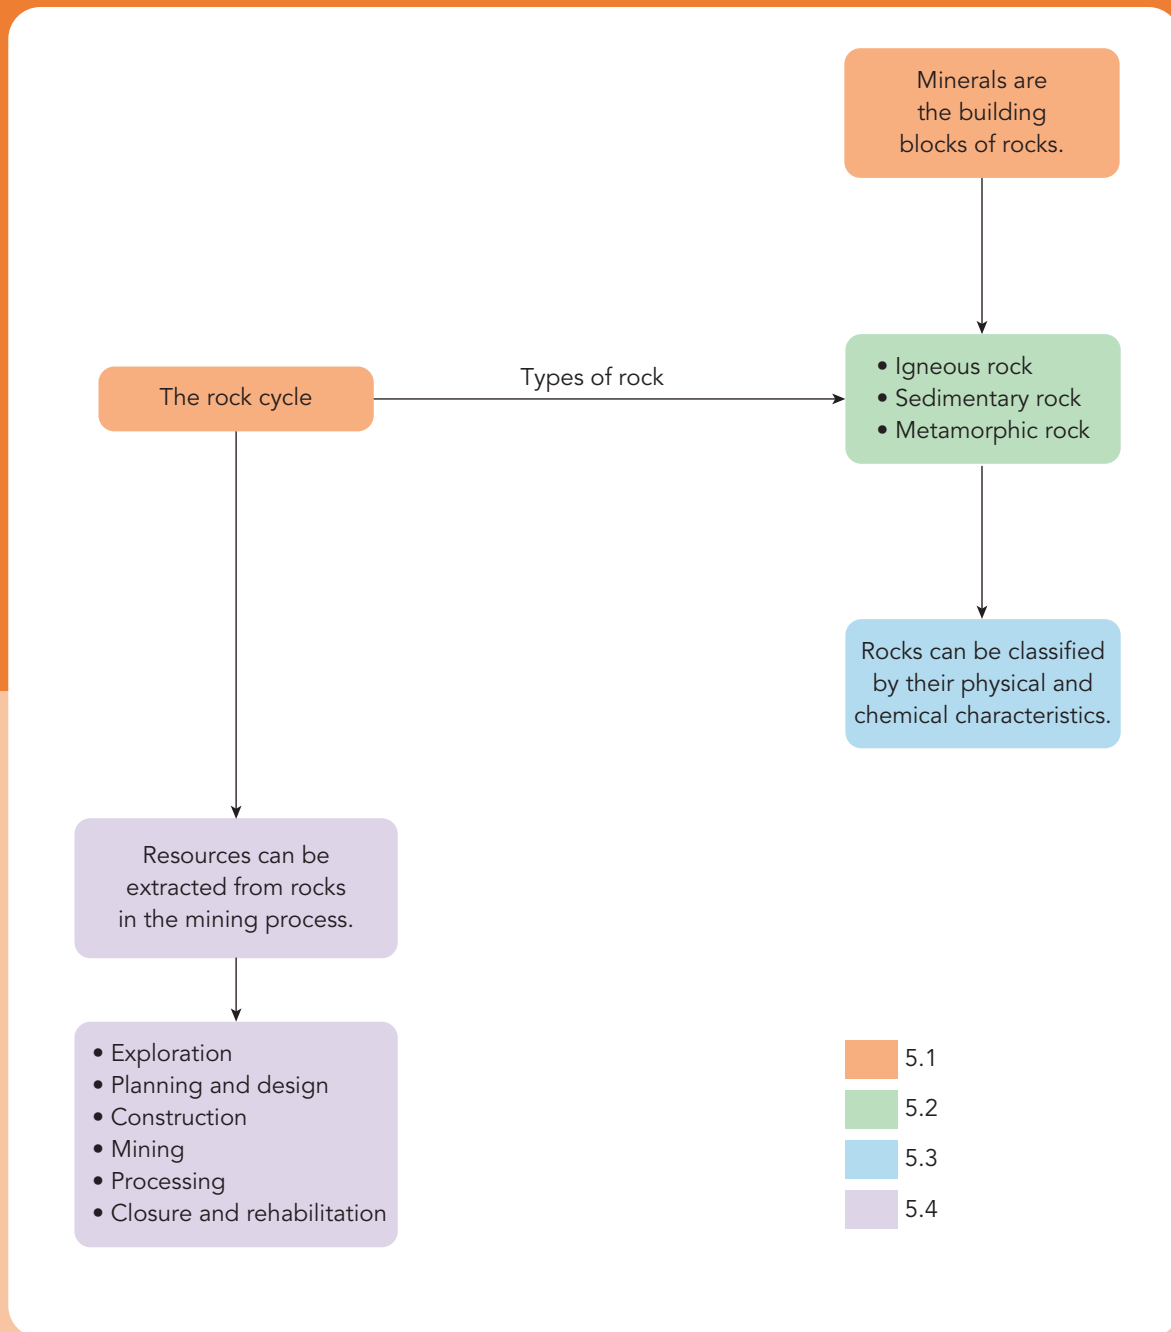 Minerals are
the building
blocks of rocks.
The rock cycle
Types of rock
• Igneous rock
• Sedimentary rock
• Metamorphic rock
Rocks can be classified
by their physical and
chemical characteristics.
Resources can be
extracted from rocks
in the mining process.
• Exploration
• Planning and design
• Construction
• Mining
• Processing
• Closure and rehabilitation
5.1
5.2
5.3
5.4